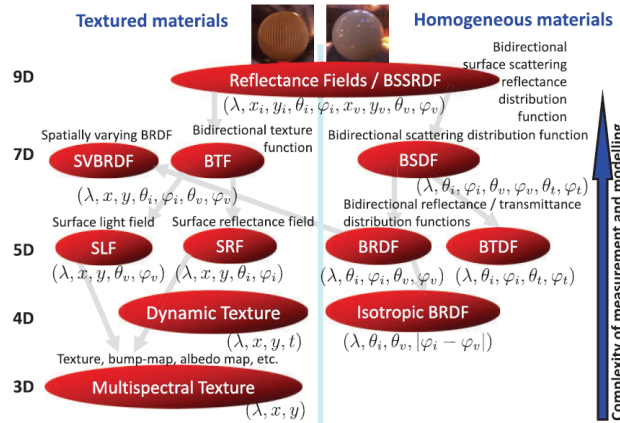 Textured materials
Homogeneous materials
9D
Reflectance Fields / BSSRDF
(λ, x_i, y_i, θ_i, φ_i, x_v, y_v, θ_v, φ_v)
Bidirectional
surface scattering
reflectance
distribution
function
Spatially varying BRDF
Bidirectional texture
function
Bidirectional scattering distribution function
7D
SVBRDF
BTF
BSDF
(λ, x, y, θ_i, φ_i, θ_v, φ_v)
(λ, θ_i, φ_i, θ_v, φ_v, θ_t, φ_t)
Surface light field
Surface reflectance field
Bidirectional reflectance / transmittance
distribution functions
5D
SLF
SRF
BRDF
BTDF
(λ, x, y, θ_v, φ_v)
(λ, x, y, θ_i, φ_i)
(λ, θ_i, φ_i, θ_v, φ_v)
(λ, θ_i, φ_i, θ_t, φ_t)
4D
Dynamic Texture
Isotropic BRDF
(λ, x, y, t)
(λ, θ_i, θ_v, |φ_i − φ_v|)
Texture, bump-map, albedo map, etc.
3D
Multispectral Texture
(λ, x, y)
Complexity of measurement and modelling